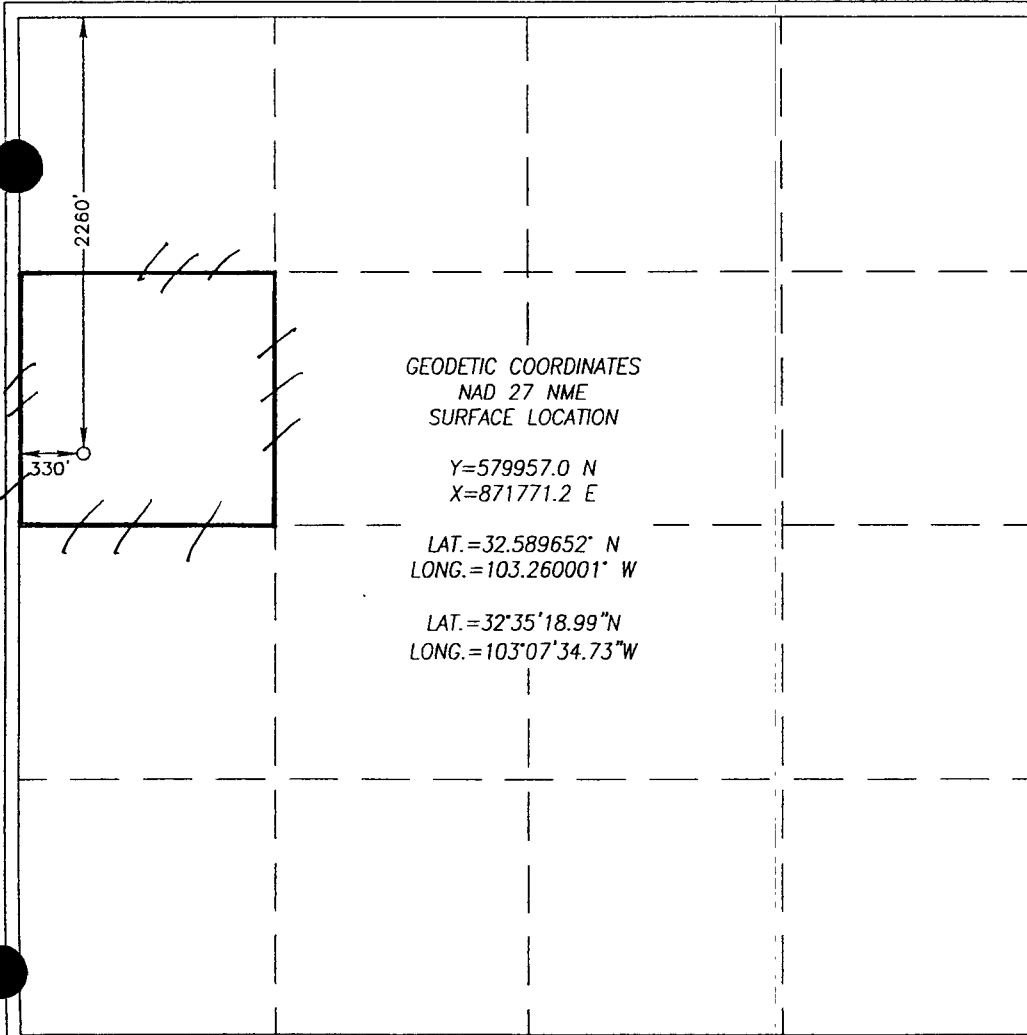 2260'
330'
GEODETIC COORDINATES
NAD 27 NME
SURFACE LOCATION
Y=579957.0 N
X=871771.2 E
LAT.=32.589652° N
LONG.=103.260001° W
LAT.=32°35'18.99"N
LONG.=103°07'34.73"W